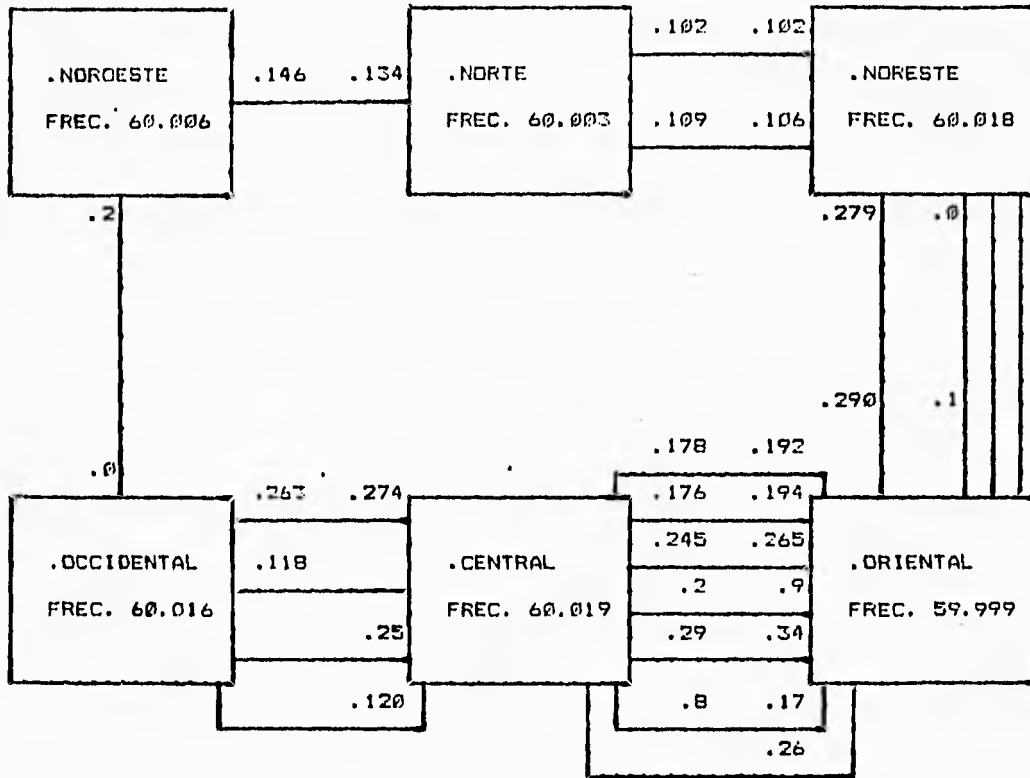 .102 .102
.NOROESTE .146 .134 .NORTE .NORESTE
FREC. 60.006 FREC. 60.003 .109 .106 FREC. 60.018
.2 .279 .0
.290 .1
.0 .178 .192
.263 .274 .176 .194
.245 .265
.OCCIDENTAL .118 .CENTRAL .ORIENTAL
.2 .9
FREC. 60.016 FREC. 60.019 FREC. 59.999
.25 .29 .34
.120 .8 .17
.26